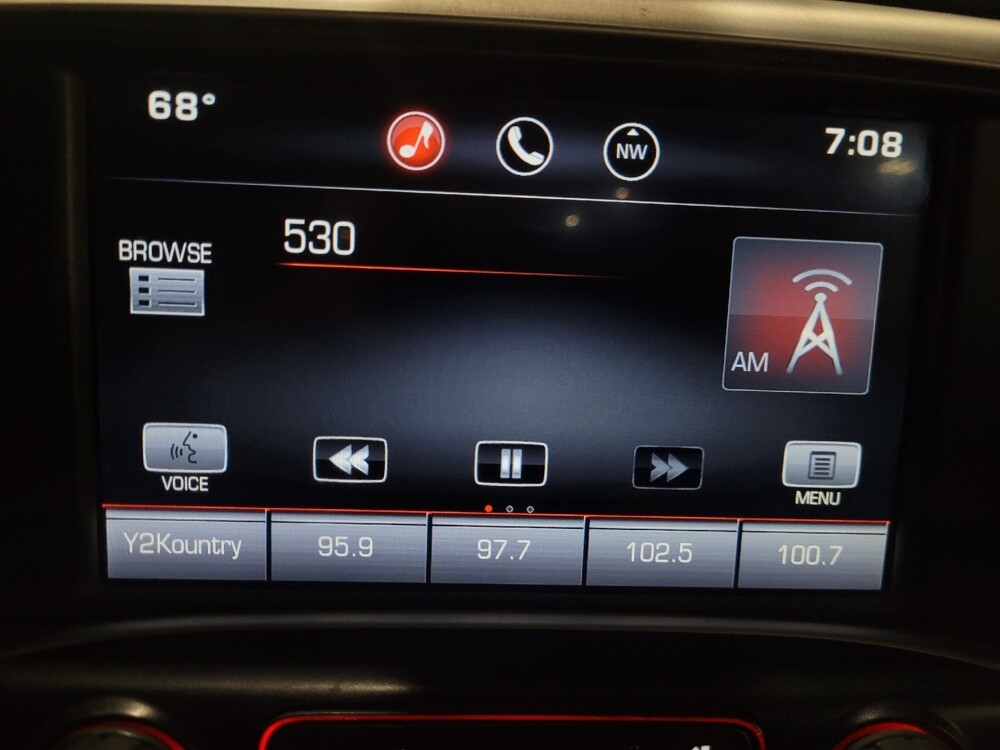 68°
NW
7:08
BROWSE
530
AM
VOICE
MENU
Y2Kountry
95.9
97.7
102.5
100.7